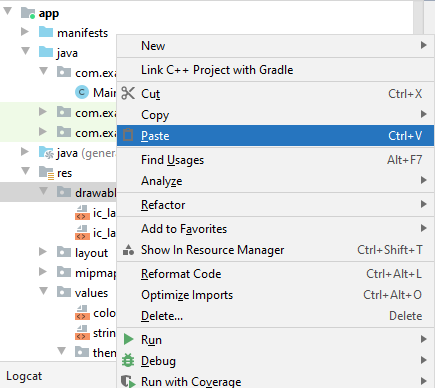 app
manifests
java
com.exa
Main
com.exa
com.exa
java (gener
res
drawabl
ic_la
ic_la
layout
mipmap
values
colo
strin
them
Logcat
New
Link C++ Project with Gradle
Cut Ctrl+X
Copy
Paste Ctrl+V
Find Usages Alt+F7
Analyze
Refactor
Add to Favorites
Show In Resource Manager Ctrl+Shift+T
Reformat Code Ctrl+Alt+L
Optimize Imports Ctrl+Alt+O
Delete... Delete
Run
Debug
Run with Coverage